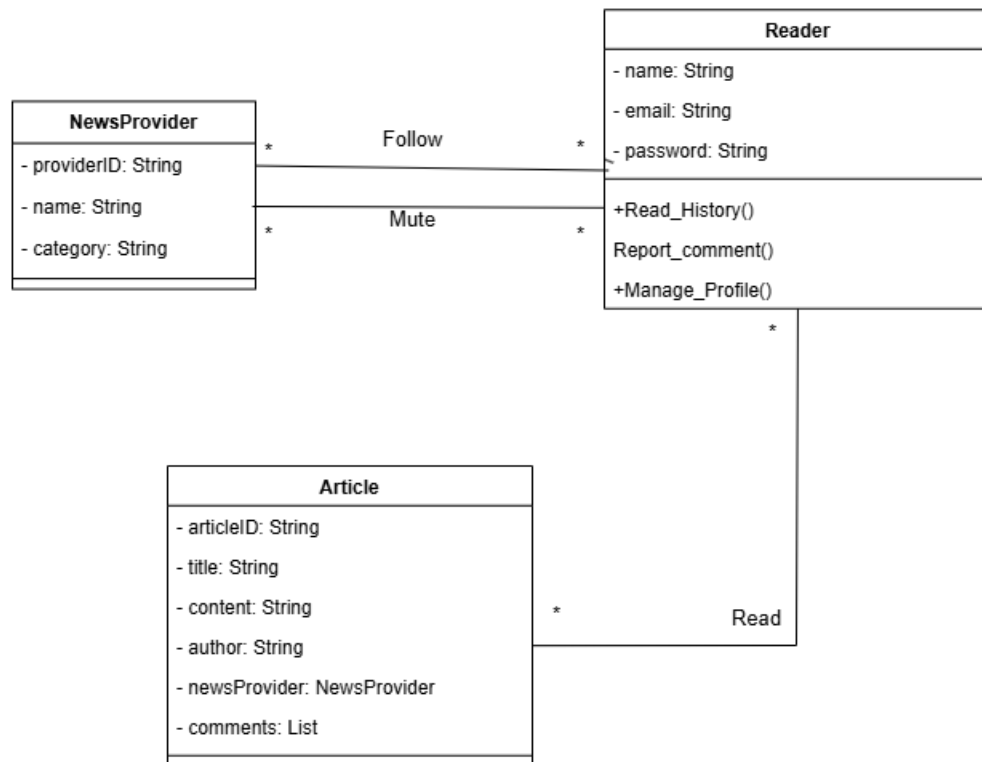 Reader
- name: String
- email: String
- password: String
+Read_History()
Report_comment()
+Manage_Profile()
*
NewsProvider
- providerID: String
- name: String
- category: String
*
Follow
*
*
Mute
*
Article
- articleID: String
- title: String
- content: String
- author: String
- newsProvider: NewsProvider
- comments: List
*
Read